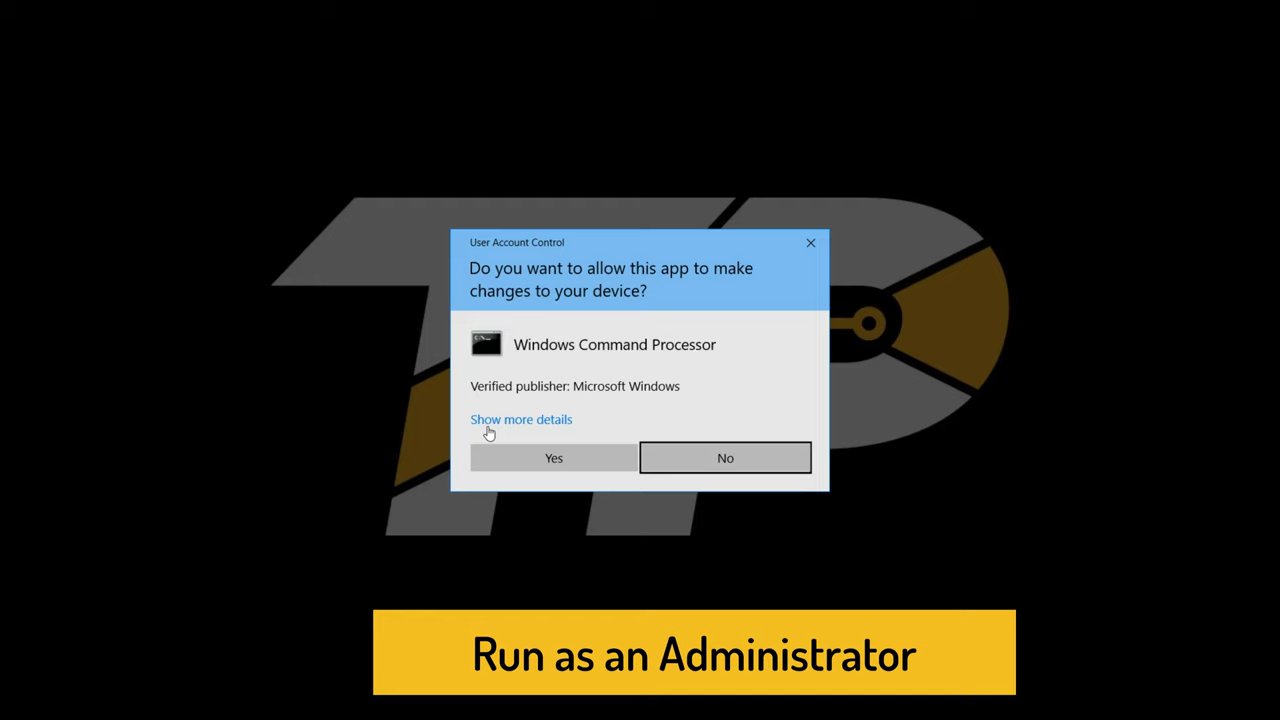 User Account Control
Do you want to allow this app to make
changes to your device?
Windows Command Processor
Verified publisher: Microsoft Windows
Show more details
Yes
No
Run as an Administrator